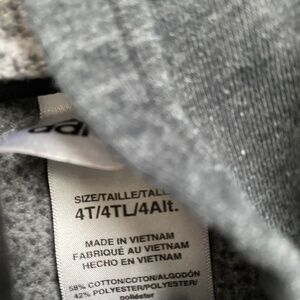 SIZE/TAILLE/TALL
4T/4TL/4Alt.
MADE IN VIETNAM
FABRIQUÉ AU VIETNAM
HECHO EN VIETNAM
58% COTTON/COTON/ALGODÓN
42% POLYESTER/POLYESTER/
poliéster